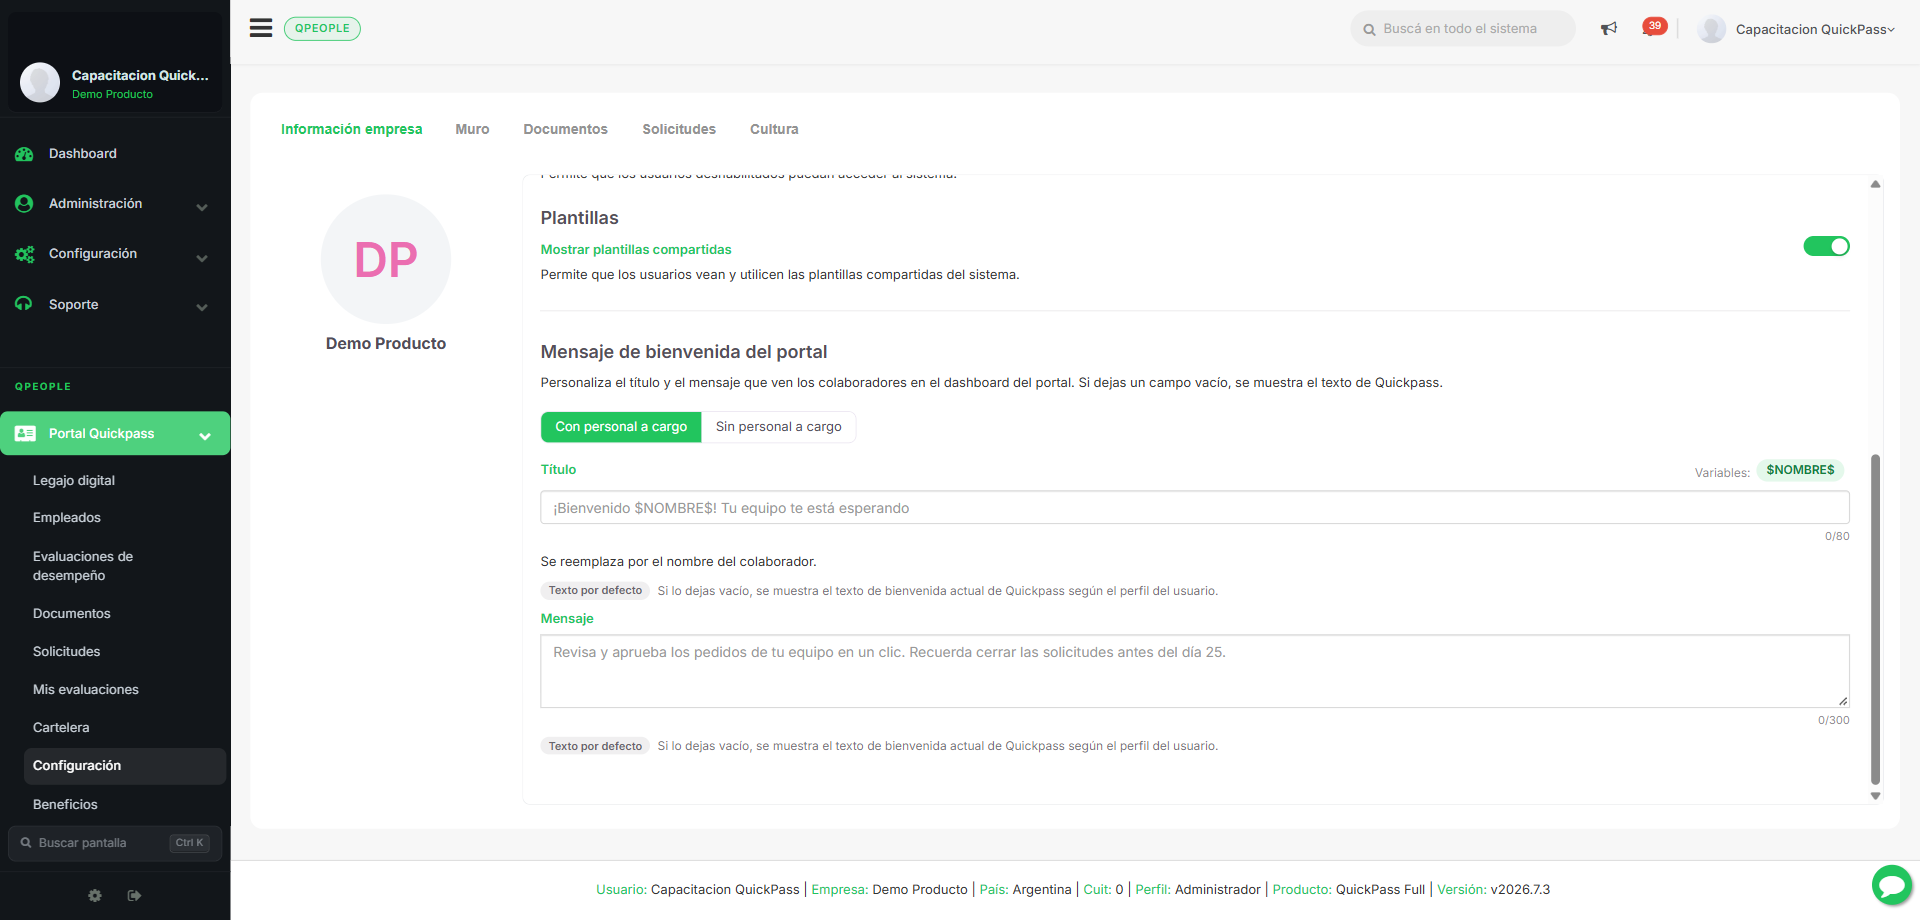 QPEOPLE
Buscá en todo el sistema
39
Capacitacion QuickPass
Capacitacion Quick...
Demo Producto
Dashboard
Administración
Configuración
Soporte
QPEOPLE
Portal Quickpass
Legajo digital
Empleados
Evaluaciones de
desempeño
Documentos
Solicitudes
Mis evaluaciones
Cartelera
Configuración
Beneficios
Buscar pantalla
Ctrl K
Información empresa
Muro
Documentos
Solicitudes
Cultura
DP
Demo Producto
Permite que los usuarios deshabilitados puedan acceder al sistema.
Plantillas
Mostrar plantillas compartidas
Permite que los usuarios vean y utilicen las plantillas compartidas del sistema.
Mensaje de bienvenida del portal
Personaliza el título y el mensaje que ven los colaboradores en el dashboard del portal. Si dejas un campo vacío, se muestra el texto de Quickpass.
Con personal a cargo
Sin personal a cargo
Título
Variables: $NOMBRE$
¡Bienvenido $NOMBRE$! Tu equipo te está esperando
0/80
Se reemplaza por el nombre del colaborador.
Texto por defecto Si lo dejas vacío, se muestra el texto de bienvenida actual de Quickpass según el perfil del usuario.
Mensaje
Revisa y aprueba los pedidos de tu equipo en un clic. Recuerda cerrar las solicitudes antes del día 25.
0/300
Texto por defecto Si lo dejas vacío, se muestra el texto de bienvenida actual de Quickpass según el perfil del usuario.
Usuario: Capacitacion QuickPass | Empresa: Demo Producto | País: Argentina | Cuit: 0 | Perfil: Administrador | Producto: QuickPass Full | Versión: v2026.7.3